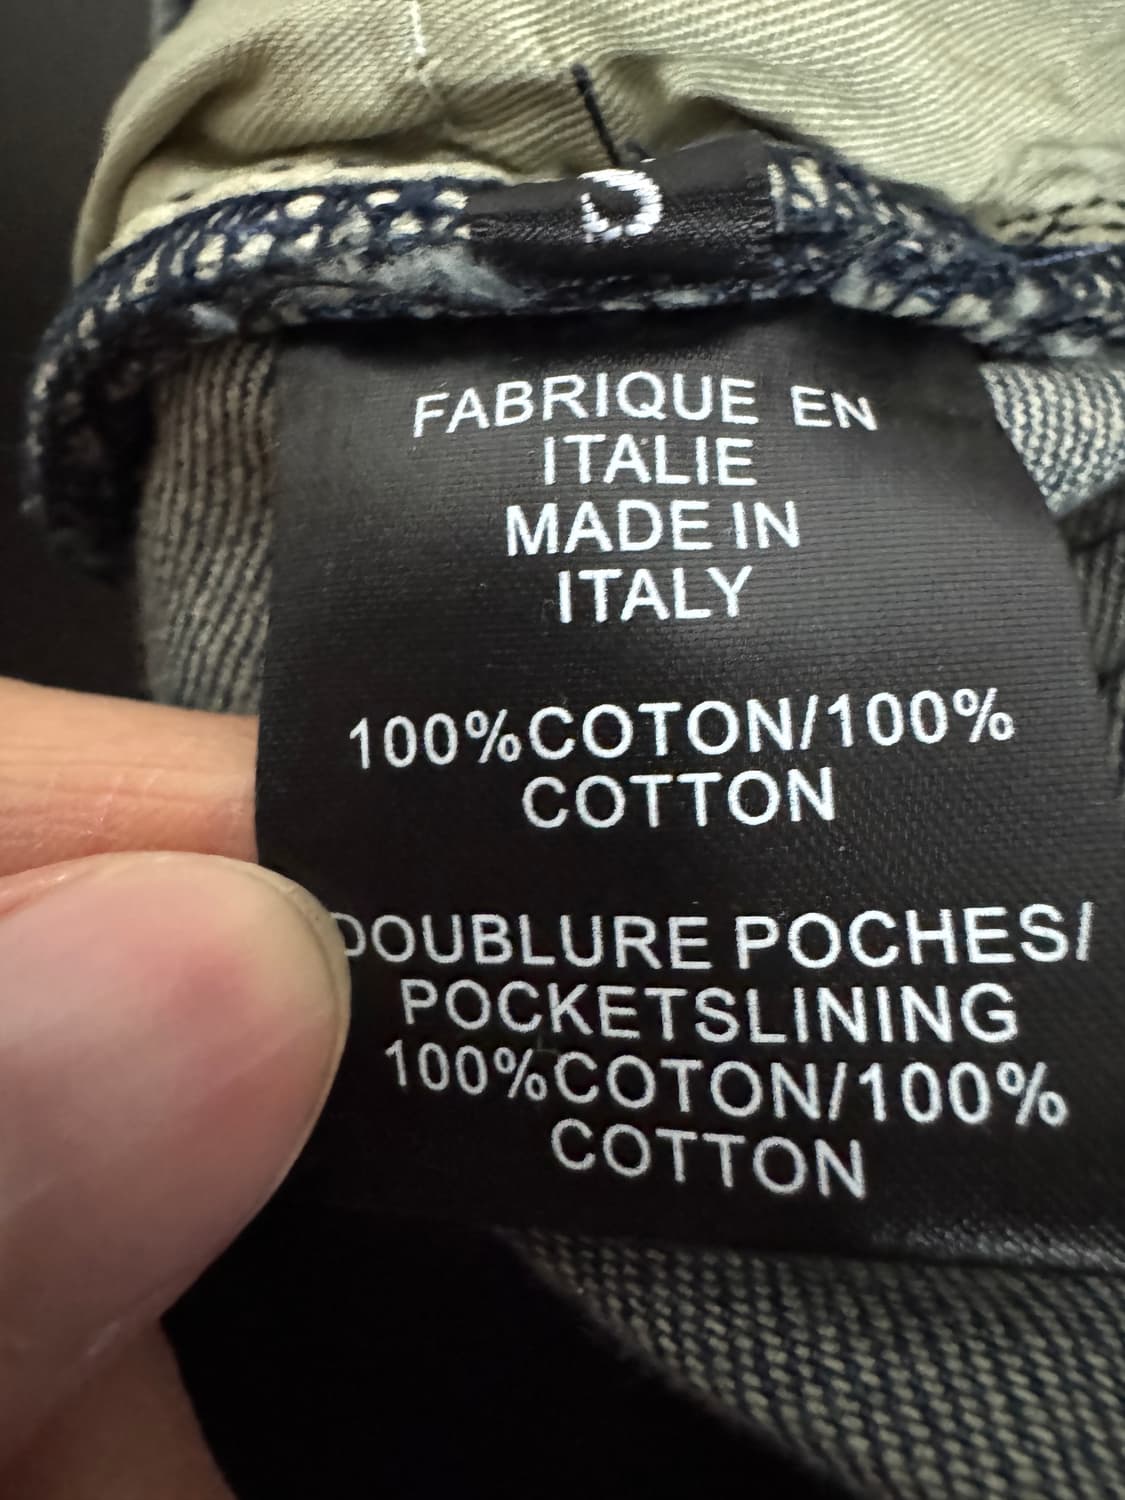 FABRIQUE EN
ITALIE
MADE IN
ITALY
100%COTON/100%
COTTON
DOUBLURE POCHES/
POCKETSLINING
100%COTON/100%
COTTON